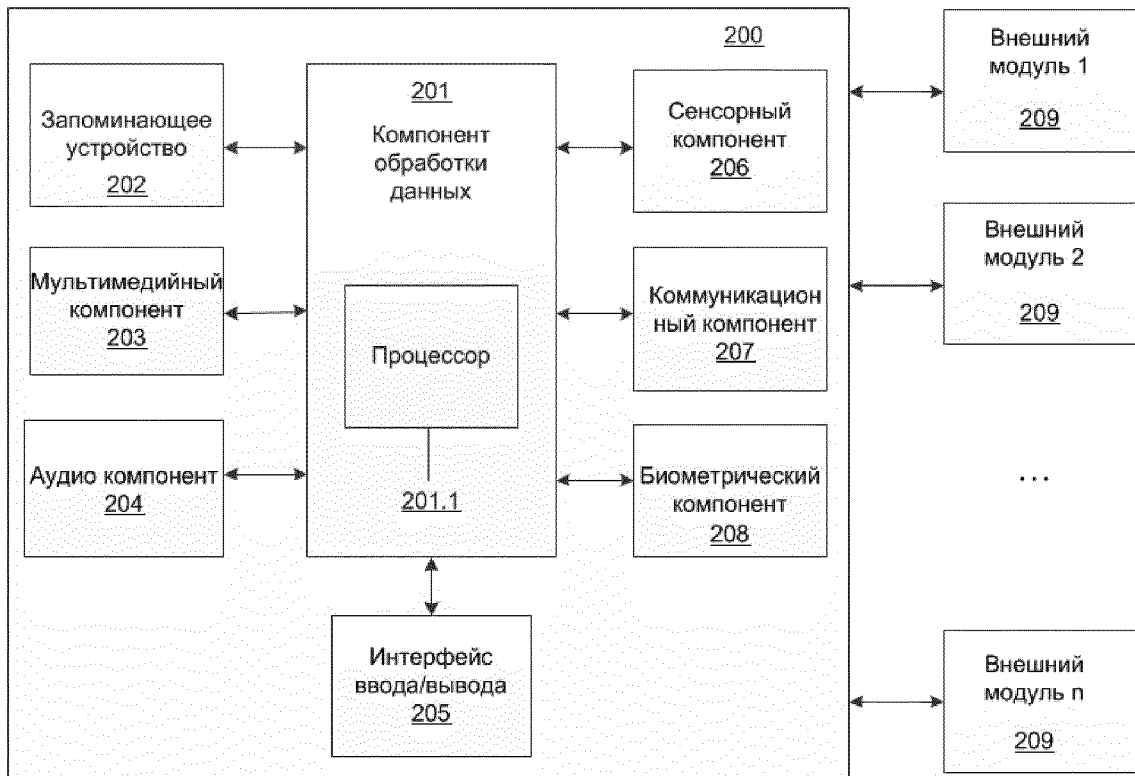 200
Запоминающее
устройство
202
Мультимедийный
компонент
203
Аудио компонент
204
201
Компонент
обработки
данных
Процессор
201.1
Интерфейс
ввода/вывода
205
Сенсорный
компонент
206
Коммуникацион
ный компонент
207
Биометрический
компонент
208
Внешний
модуль 1
209
Внешний
модуль 2
209
...
Внешний
модуль n
209